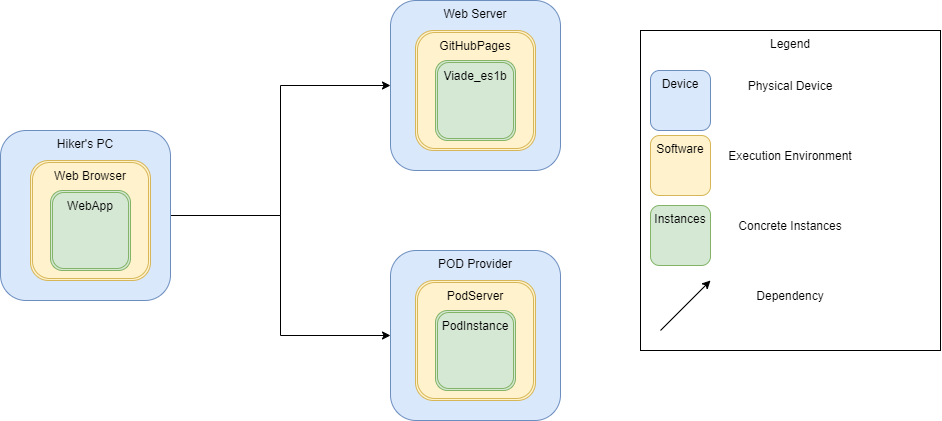 Hiker's PC
Web Browser
WebApp
Web Server
GitHubPages
Viade_es1b
POD Provider
PodServer
PodInstance
Legend
Device
Physical Device
Software
Execution Environment
Instances
Concrete Instances
Dependency